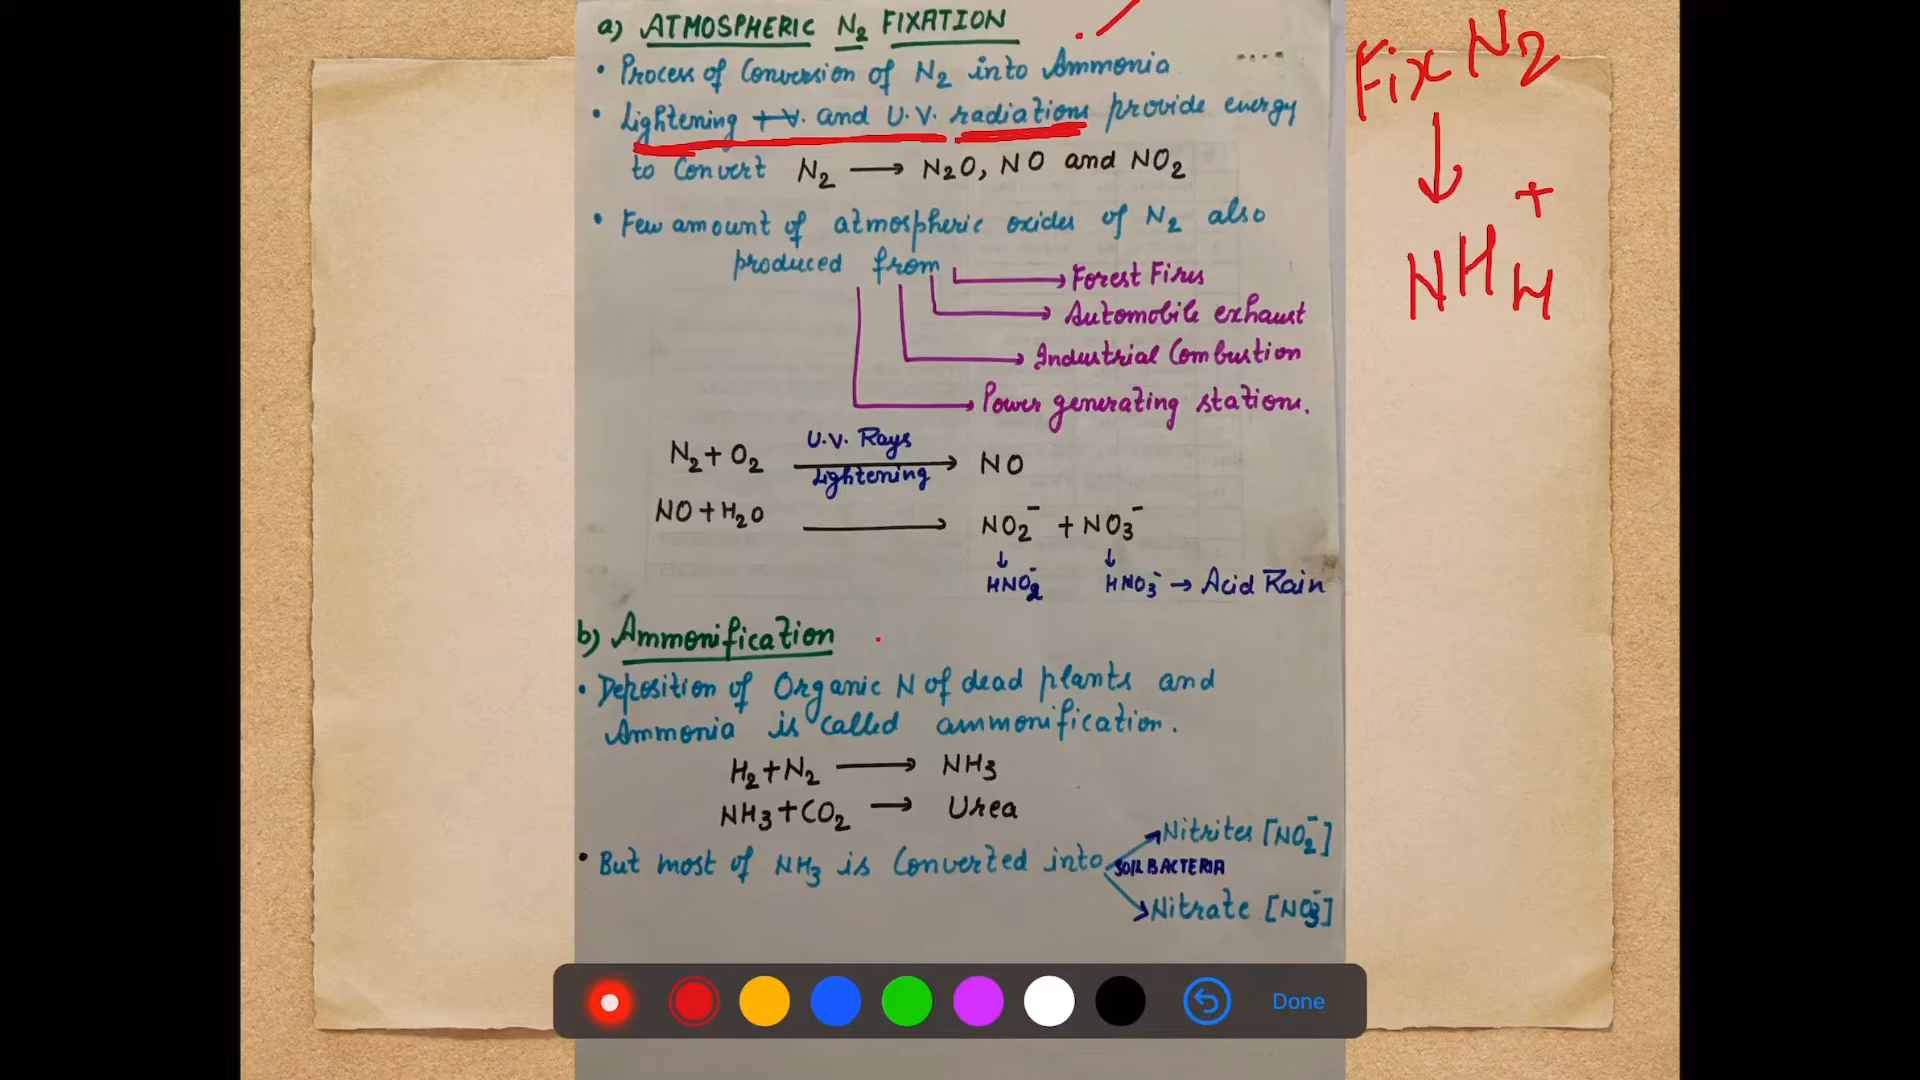 a) ATMOSPHERIC N2 FIXATION
• Process of Conversion of N2 into Ammonia
• Lightening and U.V. radiations provide energy
to Convert N2 → N2O, NO and NO2
• Few amount of atmospheric oxides of N2 also
produced from
→ Forest Fires
→ Automobile exhaust
→ Industrial Combustion
→ Power generating stations.
N2 + O2 U.V. Rays Lightening → NO
NO + H2O → NO2⁻ + NO3⁻
↓ ↓
HNO2⁻ HNO3⁻ → Acid Rain
b) Ammonification
• Deposition of Organic N of dead plants and
Ammonia is called ammonification.
H2 + N2 → NH3
NH3 + CO2 → Urea
• But most of NH3 is Converted into SOIL BACTERIA
Nitrites [NO2⁻]
Nitrate [NO3⁻]
Fix N2
↓
NH4+
Done